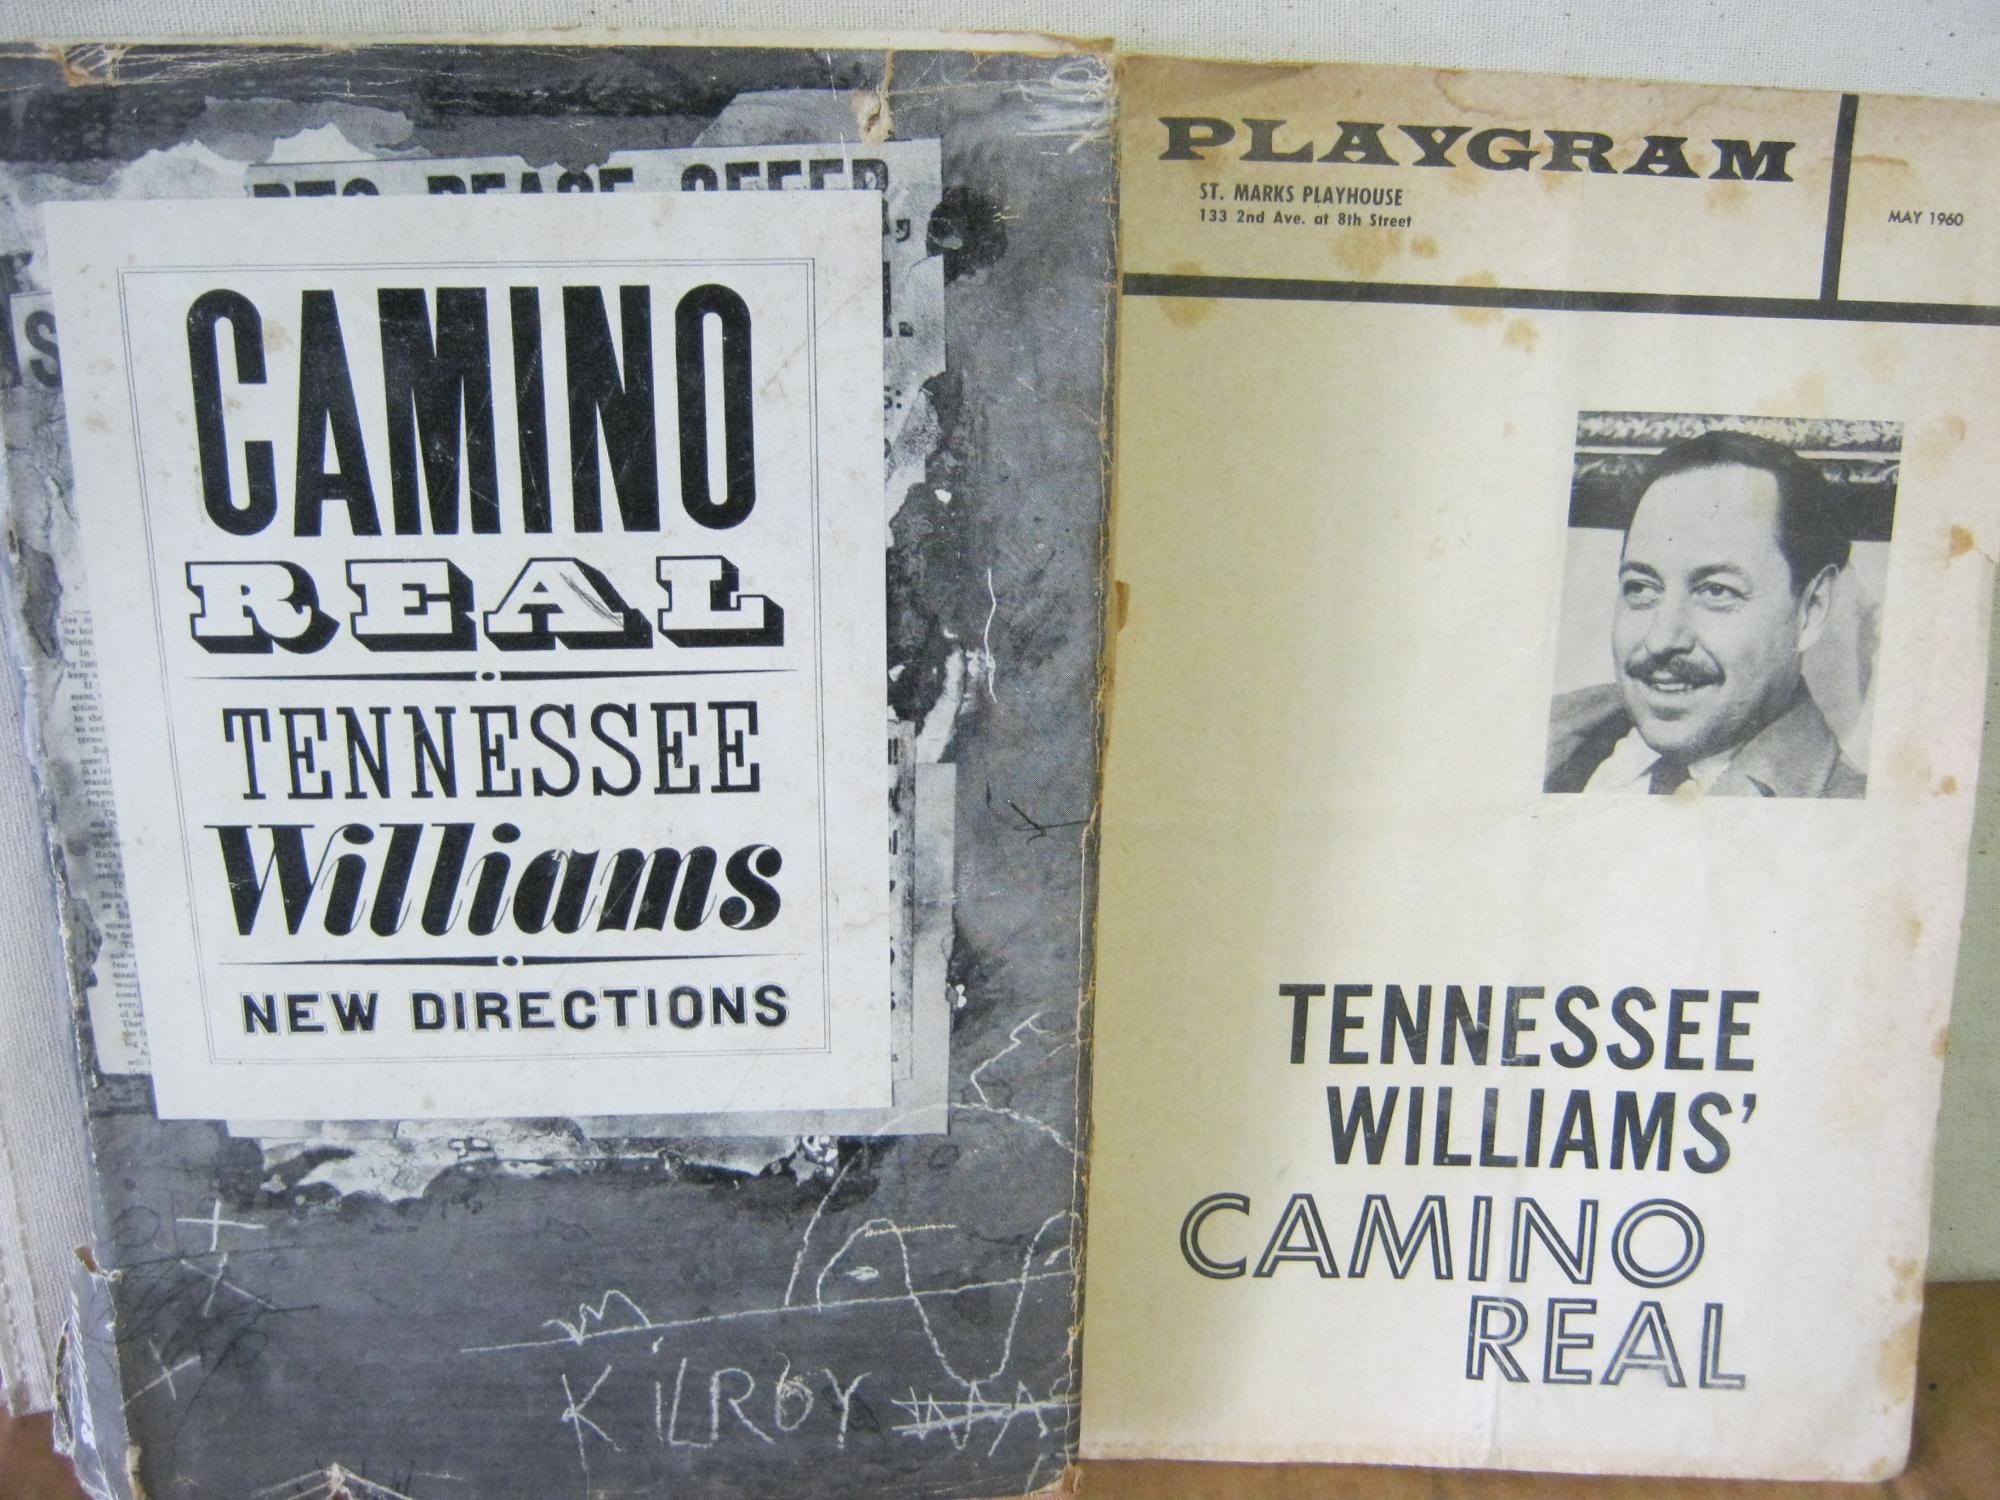 CAMINO
REAL
TENNESSEE
Williams
NEW DIRECTIONS
KILROY
PLAYGRAM
ST. MARKS PLAYHOUSE
133 2nd Ave. at 8th Street
MAY 1960
TENNESSEE
WILLIAMS'
CAMINO
REAL